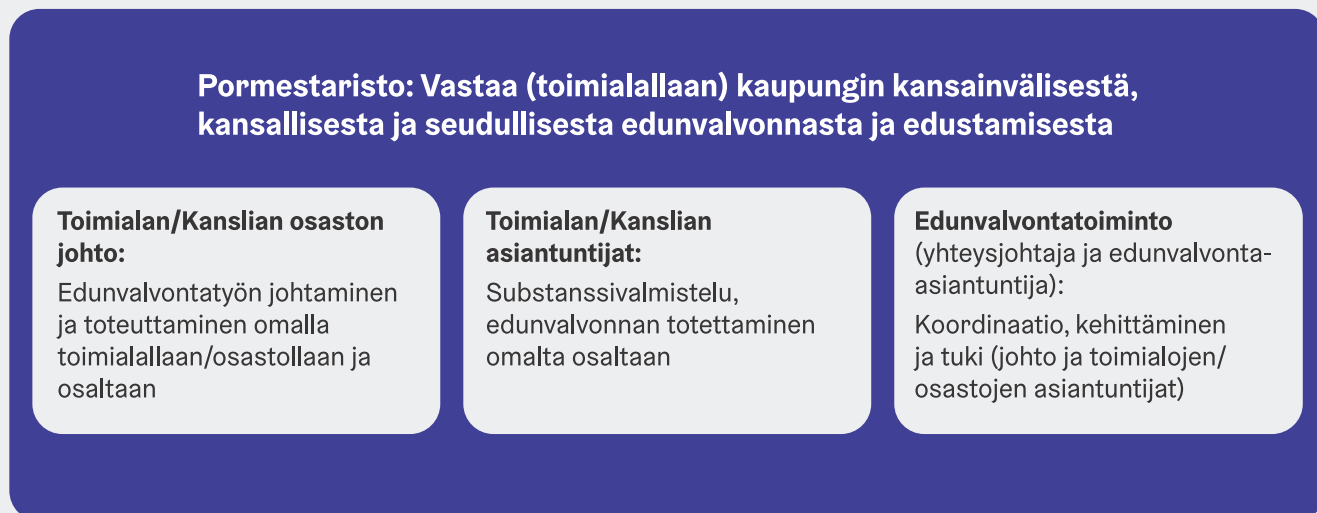 Pormestaristo: Vastaa (toimialallaan) kaupungin kansainvälisestä,
kansallisesta ja seudullisesta edunvalvonnasta ja edustamisesta
Toimialan/Kanslian osaston
johto:
Edunvalvontatyön johtaminen
ja toteuttaminen omalla
toimialallaan/osastollaan ja
osaltaan
Toimialan/Kanslian
asiantuntijat:
Substanssivalmistelu,
edunvalvonnan totettaminen
omalta osaltaan
Edunvalvontatoiminto
(yhteysjohtaja ja edunvalvonta-
asiantuntija):
Koordinaatio, kehittäminen
ja tuki (johto ja toimialojen/
osastojen asiantuntijat)